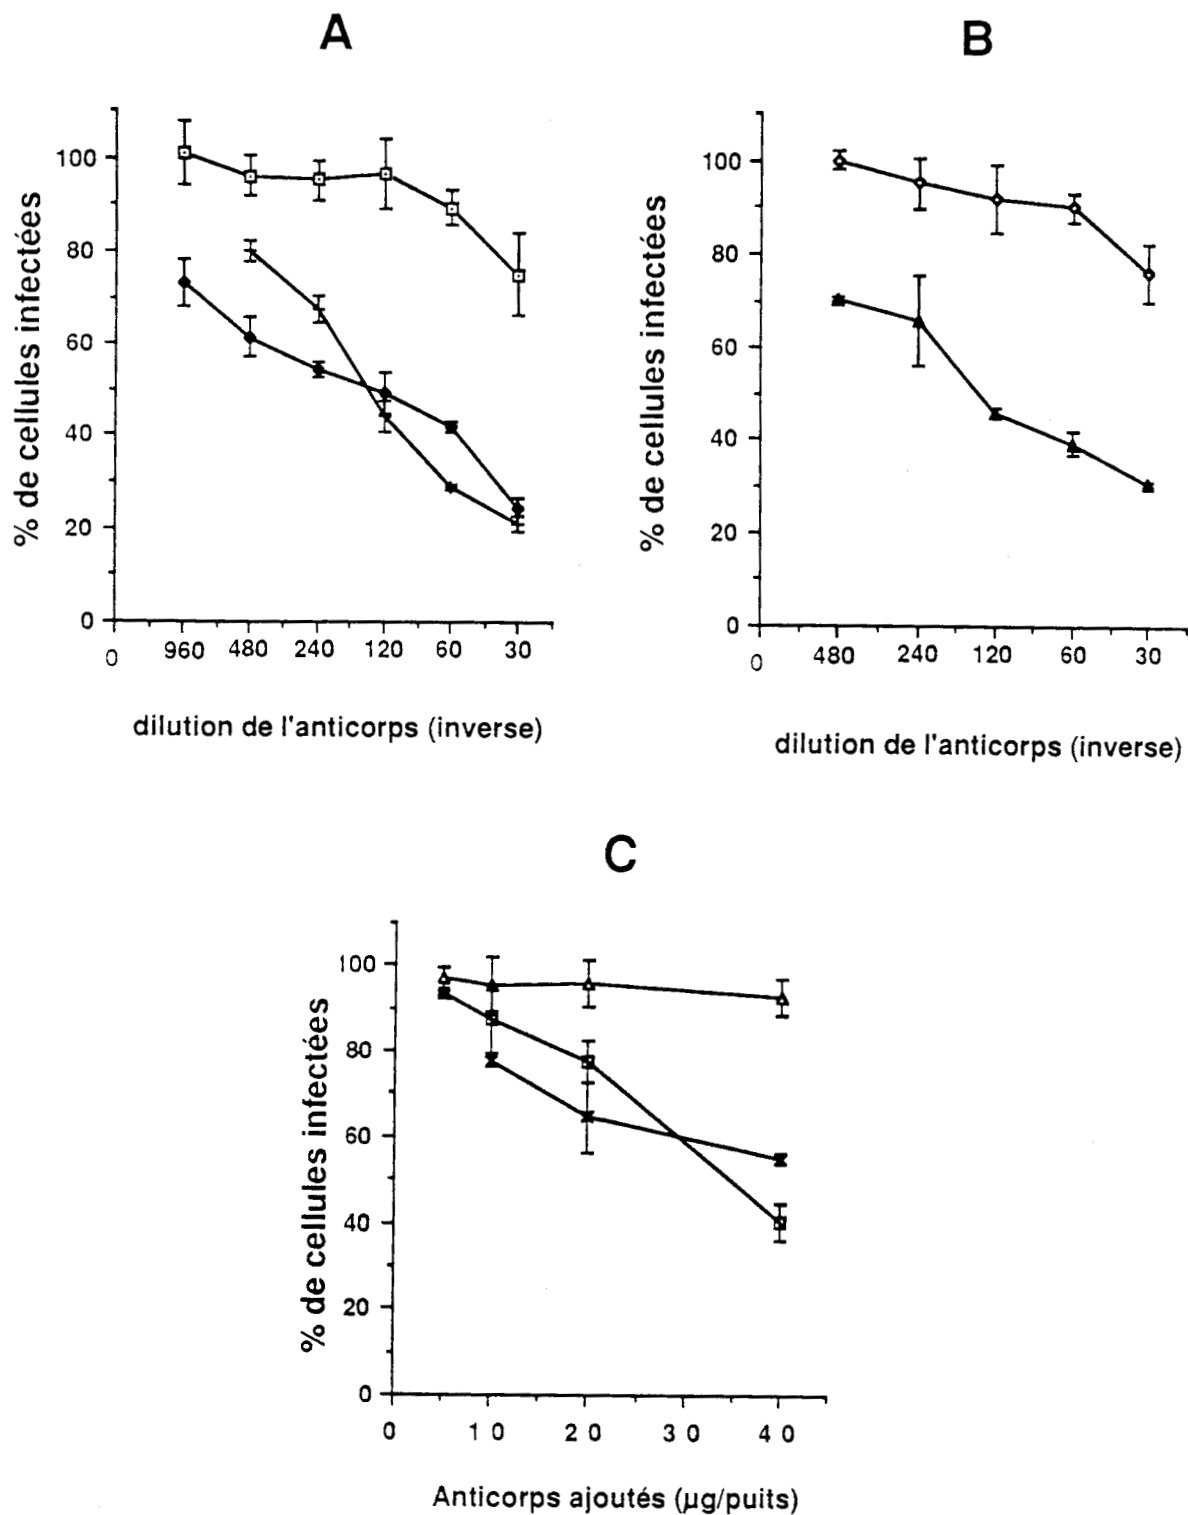 A
% de cellules infectées
100
80
60
40
20
0
0 960 480 240 120 60 30
dilution de l'anticorps (inverse)
B
% de cellules infectées
100
80
60
40
20
0
0 480 240 120 60 30
dilution de l'anticorps (inverse)
C
% de cellules infectées
100
80
60
40
20
0
0 10 20 30 40
Anticorps ajoutés (µg/puits)